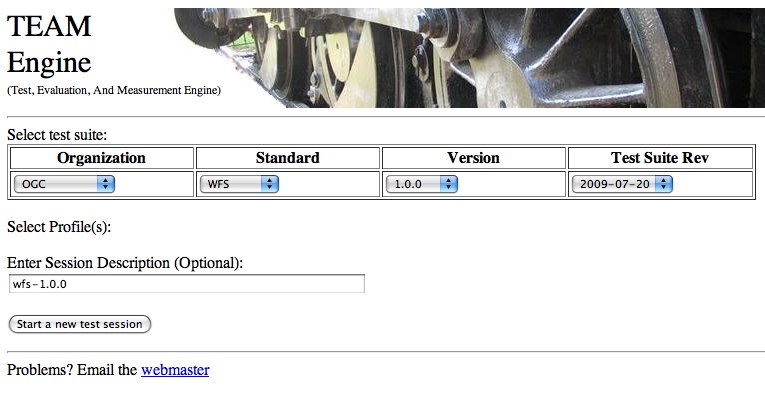 TEAM
Engine
(Test, Evaluation, And Measurement Engine)
Select test suite:
Organization Standard Version Test Suite Rev
OGC WFS 1.0.0 2009-07-20
Select Profile(s):
Enter Session Description (Optional):
wfs-1.0.0
Start a new test session
Problems? Email the webmaster